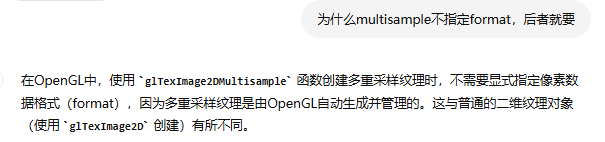 为什么multisample不指定format，后者就要
在OpenGL中，使用 `glTexImage2DMultisample` 函数创建多重采样纹理时，不需要显式指定像素数
据格式（format），因为多重采样纹理是由OpenGL自动生成并管理的。这与普通的二维纹理对象
（使用 `glTexImage2D` 创建）有所不同。